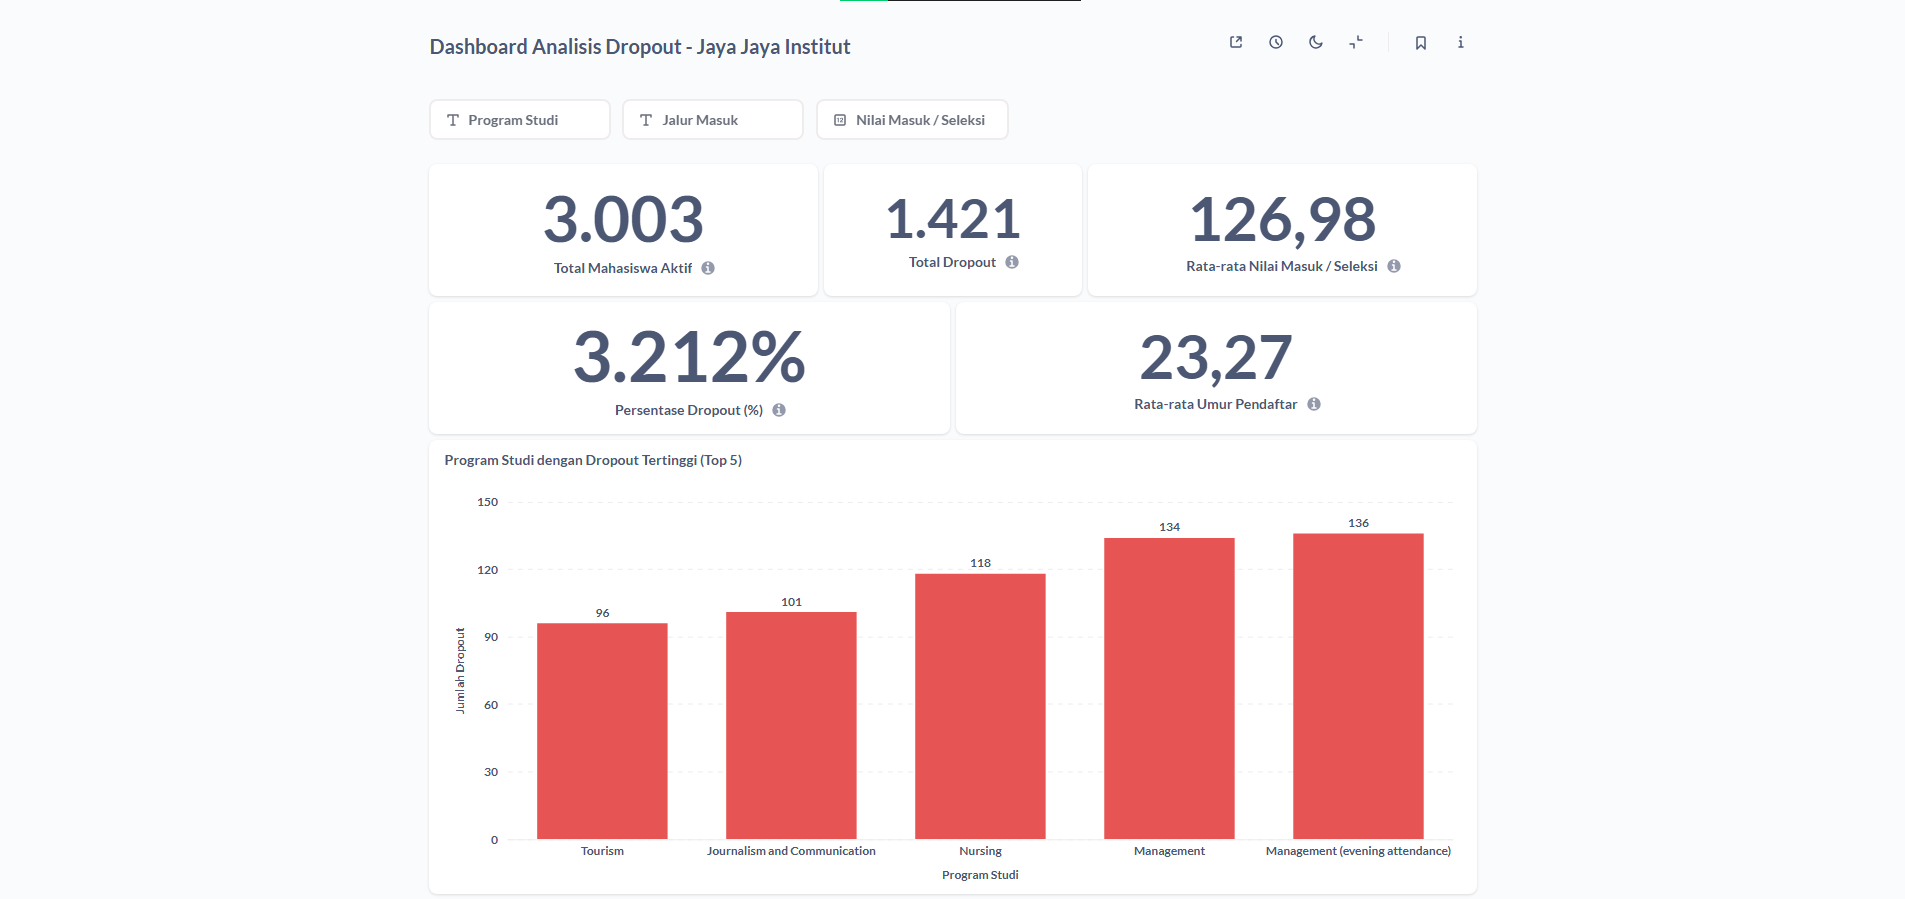 Dashboard Analisis Dropout - Jaya Jaya Institut
Program Studi
Jalur Masuk
Nilai Masuk / Seleksi
3.003
Total Mahasiswa Aktif
1.421
Total Dropout
126,98
Rata-rata Nilai Masuk / Seleksi
3.212%
Persentase Dropout (%)
23,27
Rata-rata Umur Pendaftar
Program Studi dengan Dropout Tertinggi (Top 5)
150
120
90
60
30
0
Jumlah Dropout
96
101
118
134
136
Tourism
Journalism and Communication
Nursing
Management
Management (evening attendance)
Program Studi